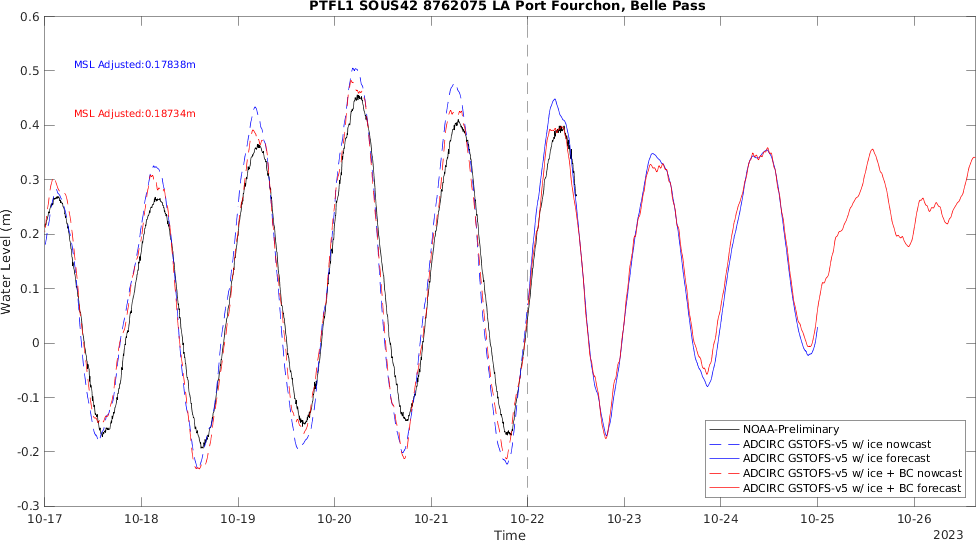 PTFL1 SOUS42 8762075 LA Port Fourchon, Belle Pass
0.6
0.5
0.4
0.3
0.2
0.1
0
-0.1
-0.2
-0.3
Water Level (m)
MSL Adjusted:0.17838m
MSL Adjusted:0.18734m
NOAA-Preliminary
ADCIRC GSTOFS-v5 w/ ice nowcast
ADCIRC GSTOFS-v5 w/ ice forecast
ADCIRC GSTOFS-v5 w/ ice + BC nowcast
ADCIRC GSTOFS-v5 w/ ice + BC forecast
10-17 10-18 10-19 10-20 10-21 10-22 10-23 10-24 10-25 10-26
Time
2023